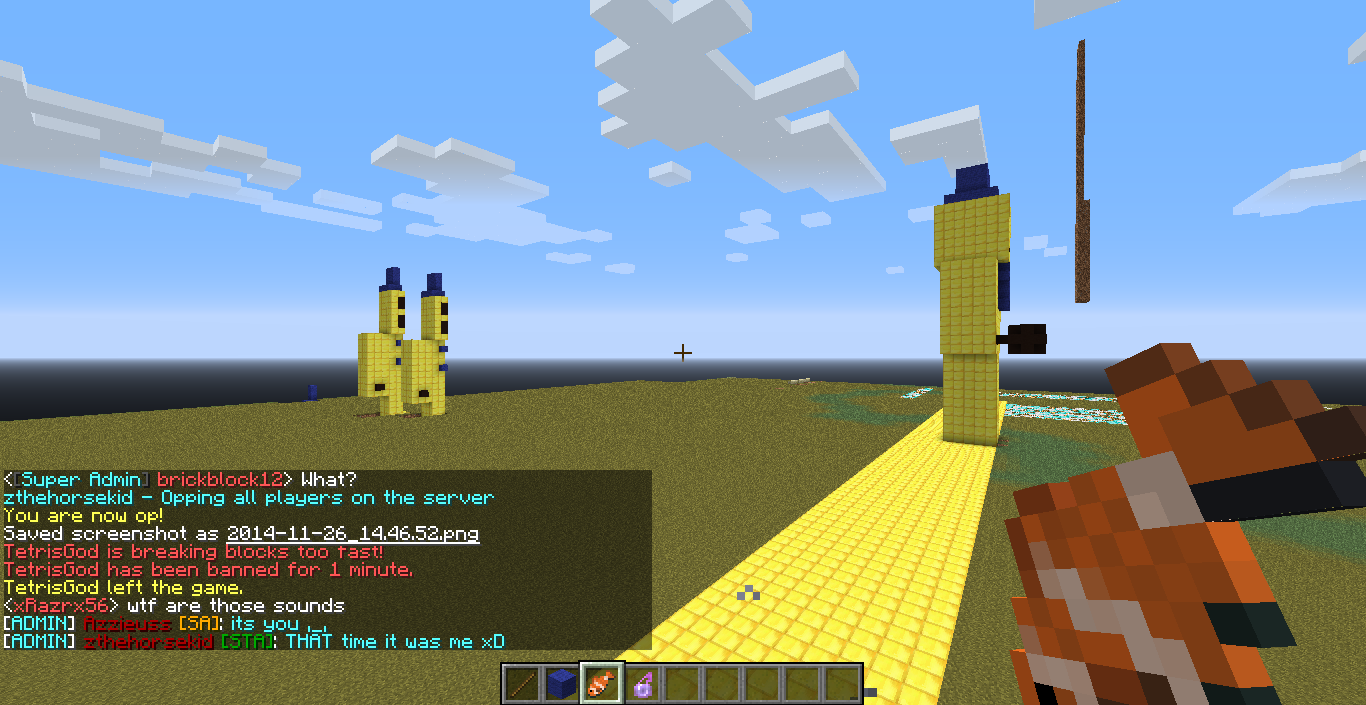 <[Super Admin] brickblock12> What?
zthehorsekid - Opping all players on the server
You are now op!
Saved screenshot as 2014-11-26_14.46.52.png
TetrisGod is breaking blocks too fast!
TetrisGod has been banned for 1 minute.
TetrisGod left the game.
<xRazrx56> wtf are those sounds
[ADMIN] Azzieuss [SA]: its you ,_,
[ADMIN] zthehorsekid [STA]: THAT time it was me xD